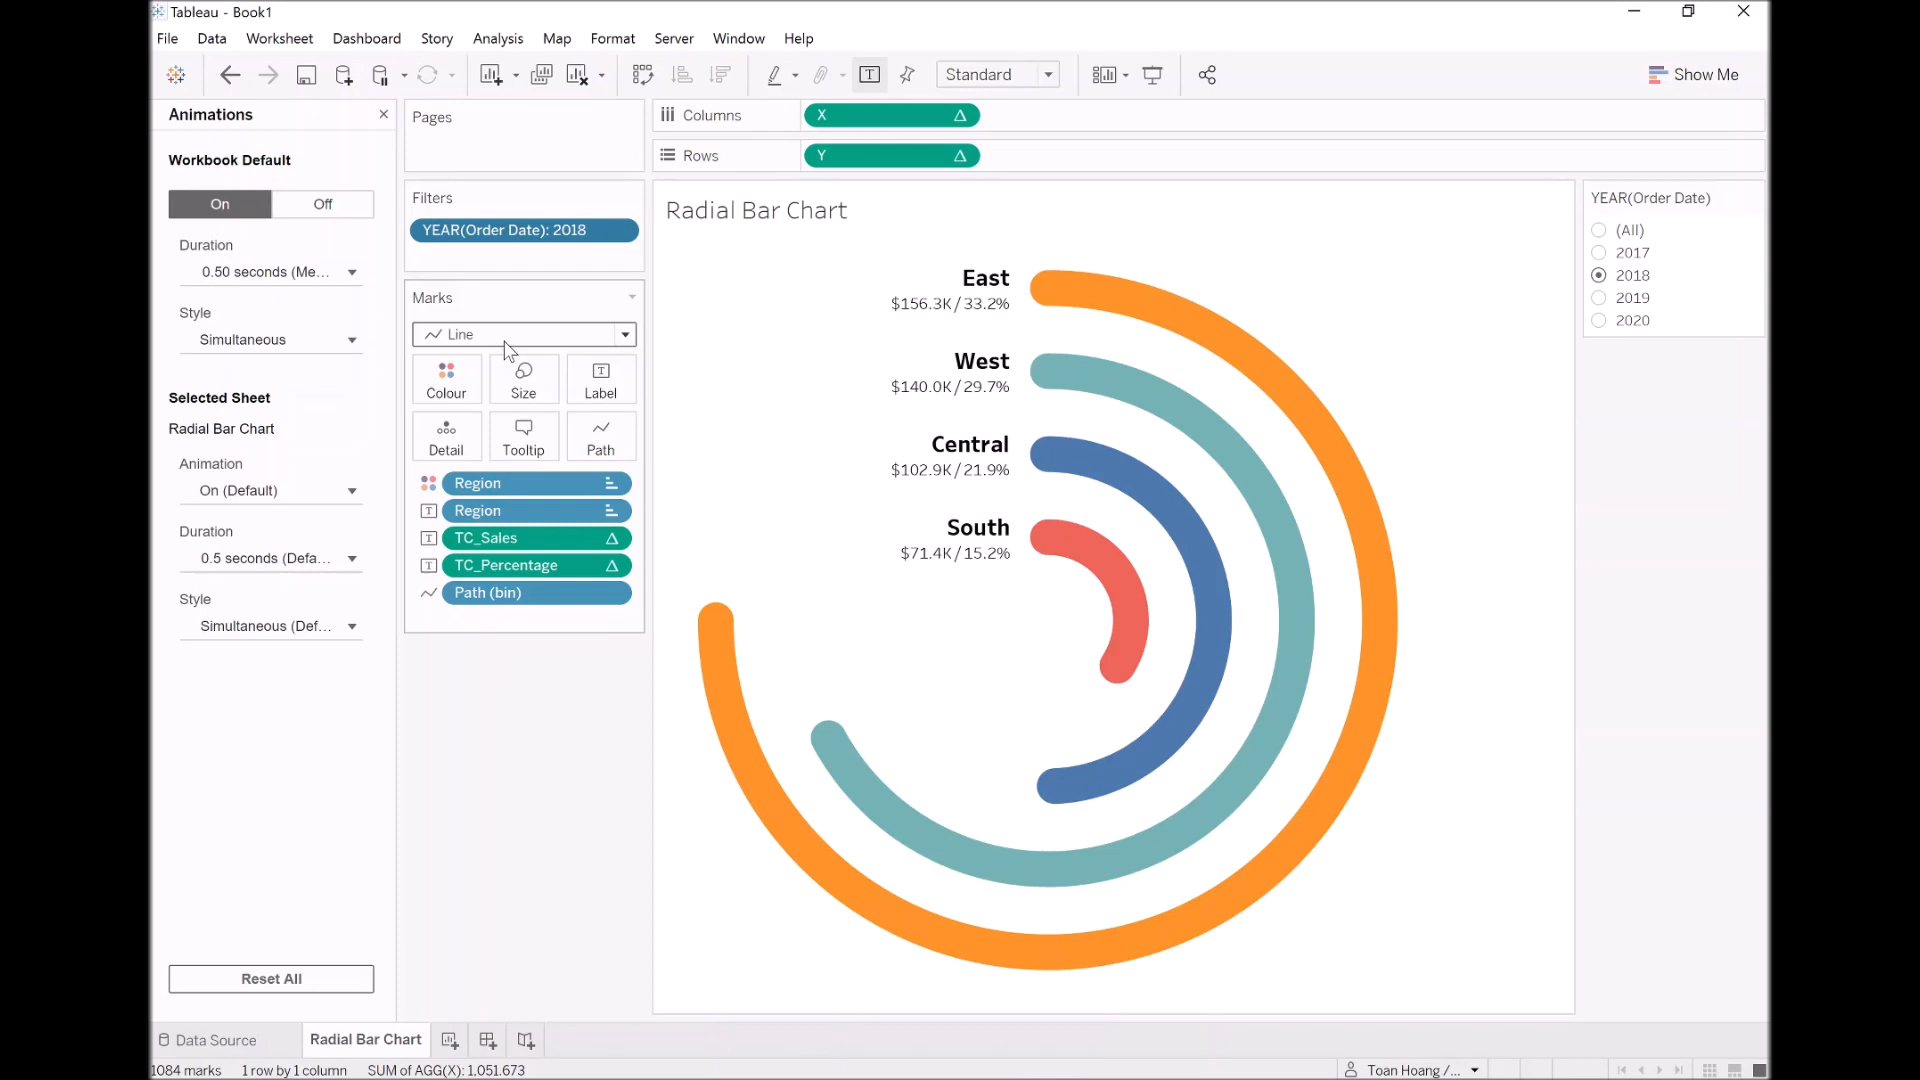 Tableau - Book1
File Data Worksheet Dashboard Story Analysis Map Format Server Window Help
Standard
Show Me
Animations
Workbook Default
On Off
Duration
0.50 seconds (Me...
Style
Simultaneous
Selected Sheet
Radial Bar Chart
Animation
On (Default)
Duration
0.5 seconds (Defa...
Style
Simultaneous (Def...
Reset All
Pages
Filters
YEAR(Order Date): 2018
Marks
Line
Colour Size Label
Detail Tooltip Path
Region
Region
TC_Sales
TC_Percentage
Path (bin)
Columns X
Rows Y
Radial Bar Chart
East
$156.3K / 33.2%
West
$140.0K / 29.7%
Central
$102.9K / 21.9%
South
$71.4K / 15.2%
YEAR(Order Date)
(All)
2017
2018
2019
2020
Data Source Radial Bar Chart
1084 marks 1 row by 1 column SUM of AGG(X): 1,051.673
Toan Hoang /...